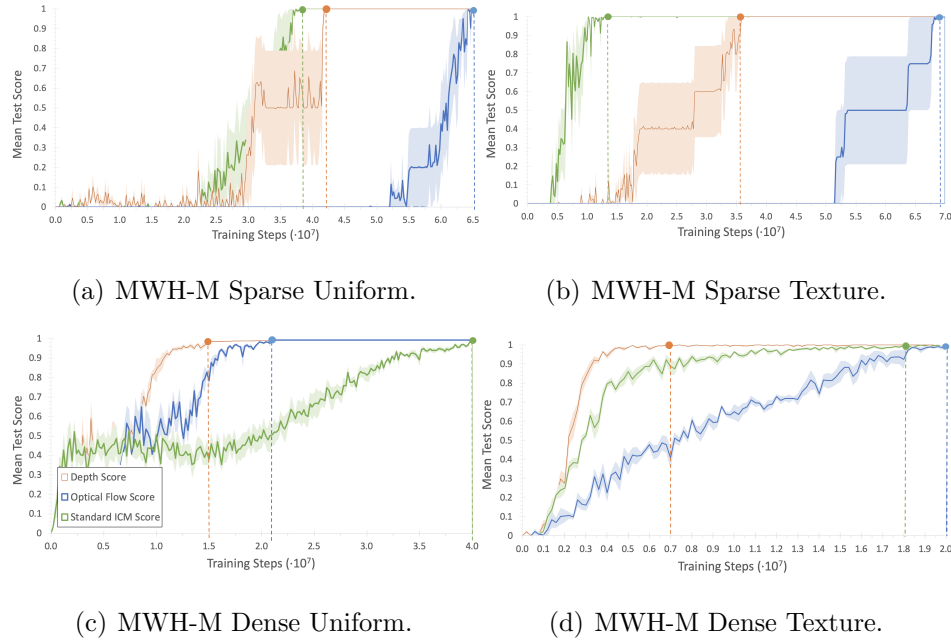 Mean Test Score
1
0.9
0.8
0.7
0.6
0.5
0.4
0.3
0.2
0.1
0
0.0 0.5 1.0 1.5 2.0 2.5 3.0 3.5 4.0 4.5 5.0 5.5 6.0 6.5
Training Steps (·10⁷)
(a) MWH-M Sparse Uniform.
Mean Test Score
1
0.9
0.8
0.7
0.6
0.5
0.4
0.3
0.2
0.1
0
0.0 0.5 1.0 1.5 2.0 2.5 3.0 3.5 4.0 4.5 5.0 5.5 6.0 6.5 7.0
Training Steps (·10⁷)
(b) MWH-M Sparse Texture.
Mean Test Score
1
0.9
0.8
0.7
0.6
0.5
0.4
0.3
0.2
0.1
0
Depth Score
Optical Flow Score
Standard ICM Score
0.0 1.0 1.5 2.0 2.5 3.0 3.5 4.0
Training Steps (·10⁷)
(c) MWH-M Dense Uniform.
Mean Test Score
1
0.9
0.8
0.7
0.6
0.5
0.4
0.3
0.2
0.1
0
0.0 0.1 0.2 0.3 0.4 0.5 0.6 0.7 0.9 1.0 1.1 1.2 1.3 1.4 1.5 1.6 1.7 1.8 1.9 2.0
Training Steps (·10⁷)
(d) MWH-M Dense Texture.